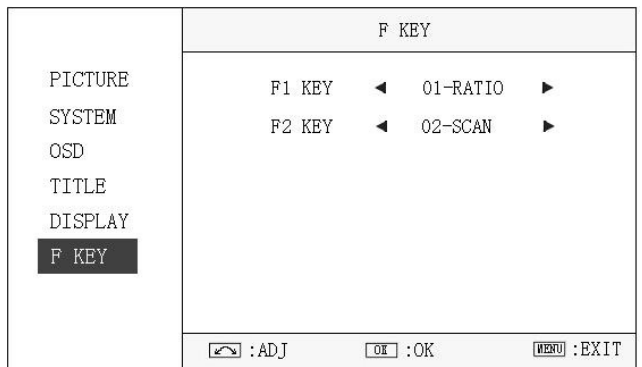 F KEY
PICTURE
SYSTEM
OSD
TITLE
DISPLAY
F KEY
F1 KEY ◀ 01-RATIO ▶
F2 KEY ◀ 02-SCAN ▶
:ADJ OK :OK MENU :EXIT